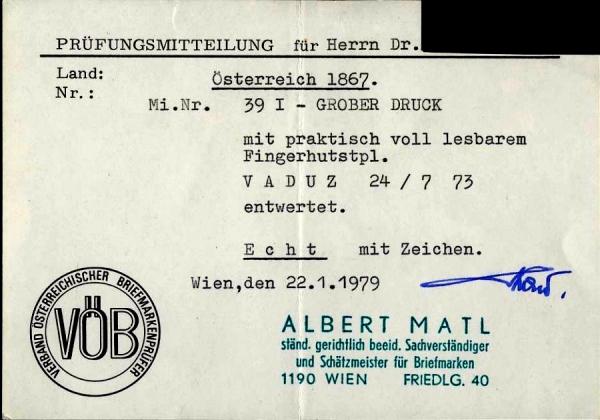 PRÜFUNGSMITTEILUNG für Herrn Dr.
Land: Österreich 1867.
Nr.:
Mi.Nr. 39 I - GROBER DRUCK
mit praktisch voll lesbarem
Fingerhutstpl.
V A D U Z 24 / 7 73
entwertet.
E c h t mit Zeichen.
Wien,den 22.1.1979
VERBAND ÖSTERREICHISCHER BRIEFMARKENPRÜFER
VÖB
ALBERT MATL
ständ. gerichtlich beeid. Sachverständiger
und Schätzmeister für Briefmarken
1190 WIEN FRIEDLG. 40